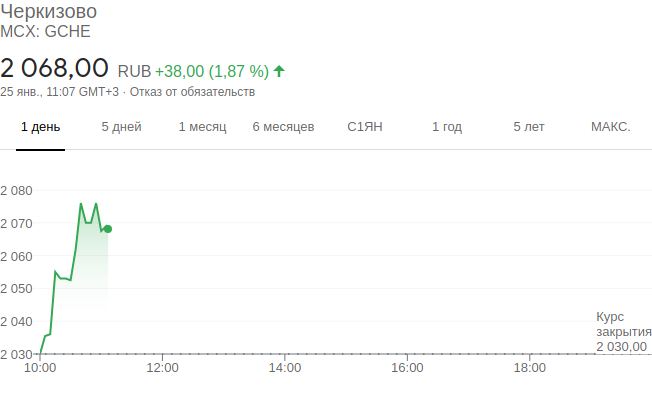 Черкизово
MCX: GCHE
2 068,00 RUB +38,00 (1,87 %)
25 янв., 11:07 GMT+3 · Отказ от обязательств
1 день 5 дней 1 месяц 6 месяцев С1ЯН 1 год 5 лет МАКС.
2 080
2 070
2 060
2 050
2 040
Курс
закрытия
2 030,00
2 030
10:00 12:00 14:00 16:00 18:00